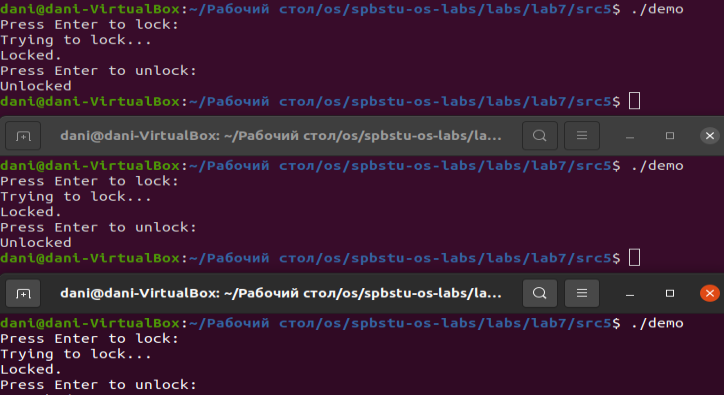 dani@dani-VirtualBox:~/Рабочий стол/os/spbstu-os-labs/labs/lab7/src5$ ./demo
Press Enter to lock:
Trying to lock...
Locked.
Press Enter to unlock:
Unlocked
dani@dani-VirtualBox:~/Рабочий стол/os/spbstu-os-labs/labs/lab7/src5$
dani@dani-VirtualBox: ~/Рабочий стол/os/spbstu-os-labs/la...
dani@dani-VirtualBox:~/Рабочий стол/os/spbstu-os-labs/labs/lab7/src5$ ./demo
Press Enter to lock:
Trying to lock...
Locked.
Press Enter to unlock:
Unlocked
dani@dani-VirtualBox:~/Рабочий стол/os/spbstu-os-labs/labs/lab7/src5$
dani@dani-VirtualBox: ~/Рабочий стол/os/spbstu-os-labs/la...
dani@dani-VirtualBox:~/Рабочий стол/os/spbstu-os-labs/labs/lab7/src5$ ./demo
Press Enter to lock:
Trying to lock...
Locked.
Press Enter to unlock: